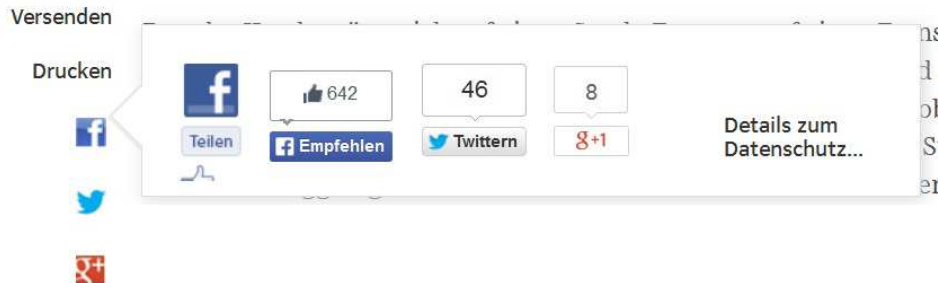 Versenden
Drucken
642
46
8
Teilen
Empfehlen
Twittern
g+1
Details zum
Datenschutz...
g+